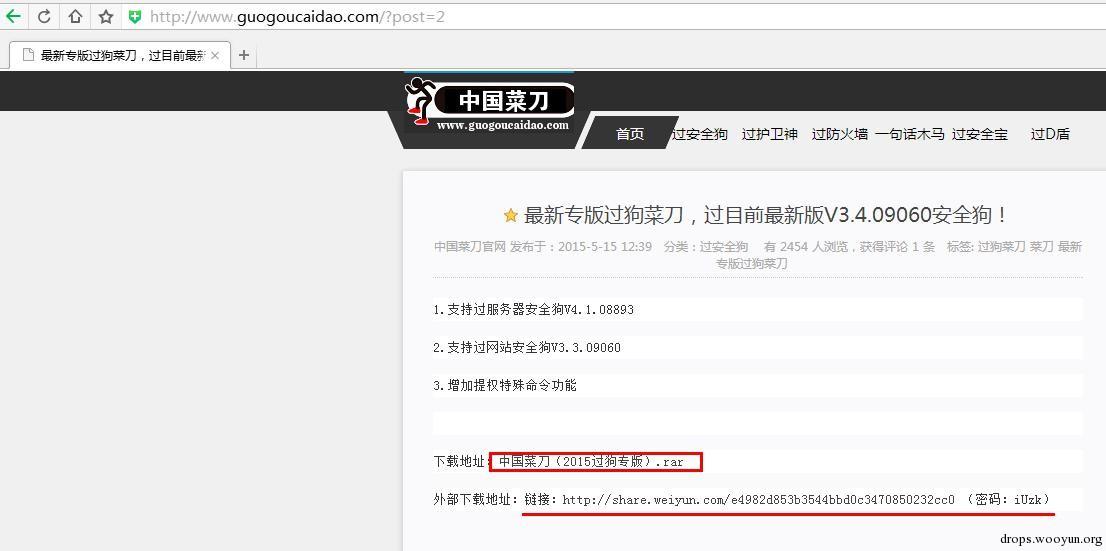 http://www.guogoucaidao.com/?post=2
最新专版过狗菜刀，过目前最新
中国菜刀
www.guogoucaidao.com
首页 过安全狗 过护卫神 过防火墙 一句话木马 过安全宝 过D盾
最新专版过狗菜刀，过目前最新版V3.4.09060安全狗！
中国菜刀官网 发布于：2015-5-15 12:39 分类：过安全狗 有 2454 人浏览，获得评论 1 条 标签: 过狗菜刀 菜刀 最新
专版过狗菜刀
1.支持过服务器安全狗V4.1.08893
2.支持过网站安全狗V3.3.09060
3.增加提权特殊命令功能
下载地址：中国菜刀（2015过狗专版）.rar
外部下载地址：链接：http://share.weiyun.com/e4982d853b3544bbd0c3470850232cc0 （密码：iUzk）
drops.wooyun.org